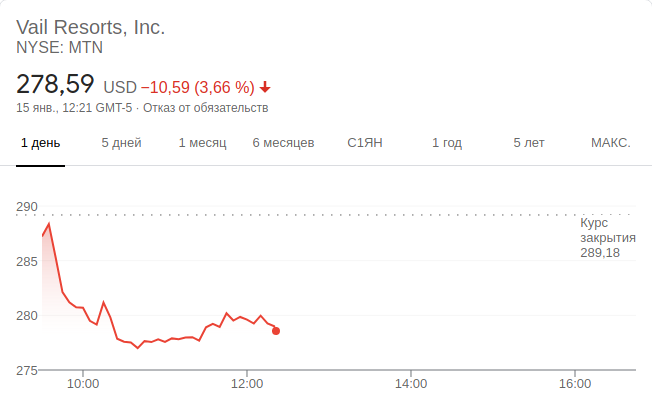 Vail Resorts, Inc.
NYSE: MTN
278,59 USD −10,59 (3,66 %)
15 янв., 12:21 GMT-5 · Отказ от обязательств
1 день 5 дней 1 месяц 6 месяцев С1ЯН 1 год 5 лет МАКС.
290
Курс
закрытия
289,18
285
280
275
10:00 12:00 14:00 16:00